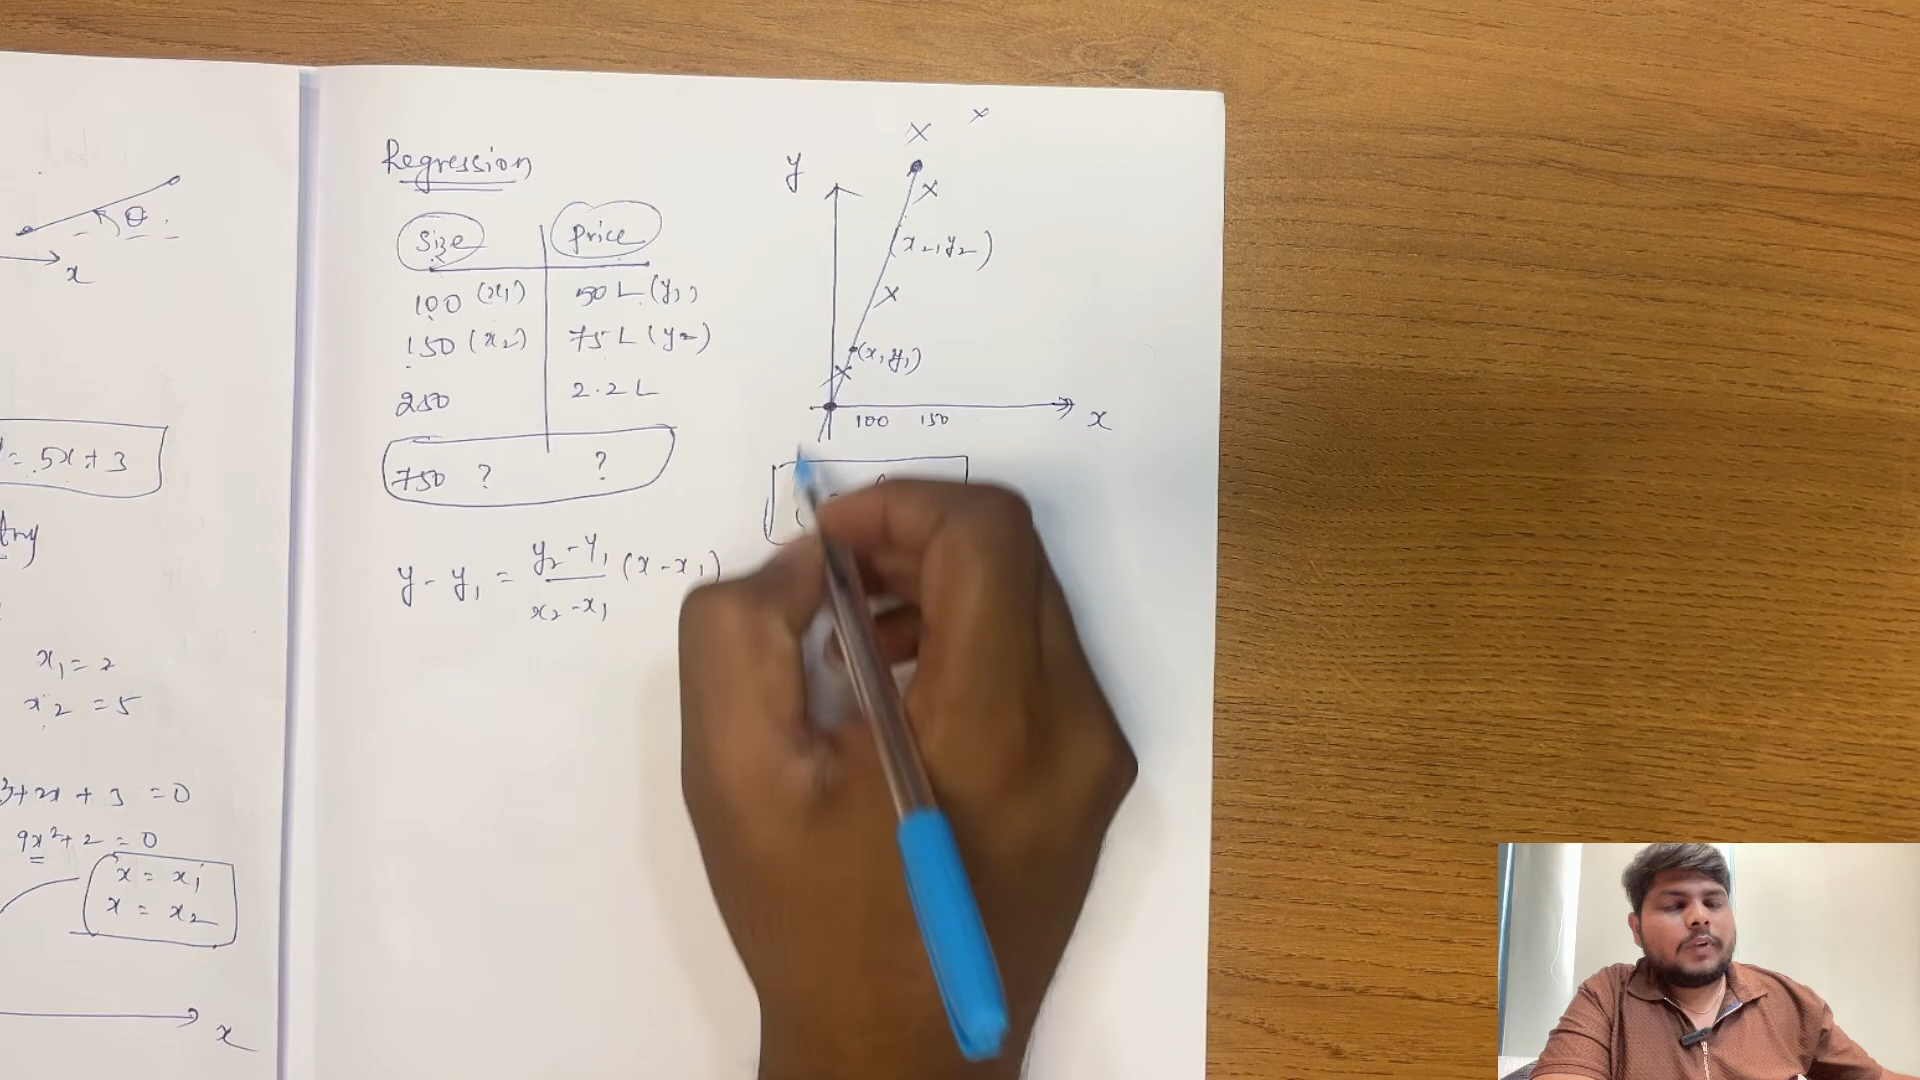 θ
x
= 5x + 3
x₁ = 2
x₂ = 5
+ 3 = 0
9x² + 2 = 0
x = x₁
x = x₂
x
Regression
Size Price
100 (x₁) 50 L (y₁)
150 (x₂) 75 L (y₂)
250 2.2 L
750 ? ?
y - y₁ = y₂ - y₁ / x₂ - x₁ (x - x₁)
y
(x₂, y₂)
(x₁ y₁)
100 150
x